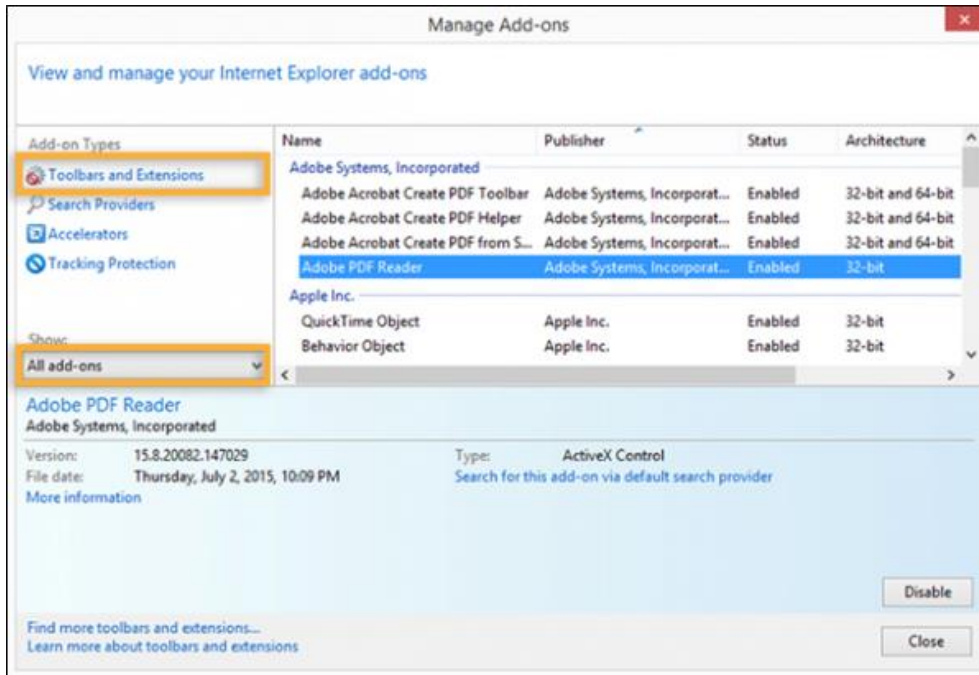 Manage Add-ons
View and manage your Internet Explorer add-ons
Add-on Types
Toolbars and Extensions
Search Providers
Accelerators
Tracking Protection
Show:
All add-ons
Name Publisher Status Architecture
Adobe Systems, Incorporated
Adobe Acrobat Create PDF Toolbar Adobe Systems, Incorporat... Enabled 32-bit and 64-bit
Adobe Acrobat Create PDF Helper Adobe Systems, Incorporat... Enabled 32-bit and 64-bit
Adobe Acrobat Create PDF from S... Adobe Systems, Incorporat... Enabled 32-bit and 64-bit
Adobe PDF Reader Adobe Systems, Incorporat... Enabled 32-bit
Apple Inc.
QuickTime Object Apple Inc. Enabled 32-bit
Behavior Object Apple Inc. Enabled 32-bit
Adobe PDF Reader
Adobe Systems, Incorporated
Version: 15.8.20082.147029 Type: ActiveX Control
File date: Thursday, July 2, 2015, 10:09 PM Search for this add-on via default search provider
More information
Disable
Find more toolbars and extensions...
Learn more about toolbars and extensions
Close